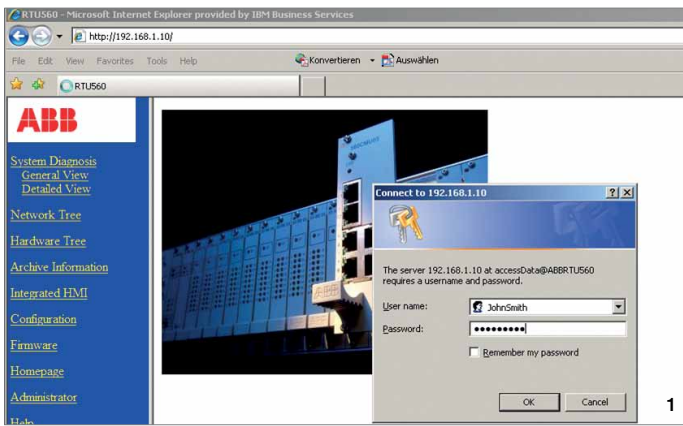 RTU560 - Microsoft Internet Explorer provided by IBM Business Services
http://192.168.1.10/
File Edit View Favorites Tools Help Konvertieren Auswählen
RTU560
ABB
System Diagnosis
General View
Detailed View
Network Tree
Hardware Tree
Archive Information
Integrated HMI
Configuration
Firmware
Homepage
Administrator
Help
ABB
Connect to 192.168.1.10
The server 192.168.1.10 at accessData@ABBRTU560
requires a username and password.
User name: JohnSmith
Password: •••••••••
Remember my password
OK Cancel
1